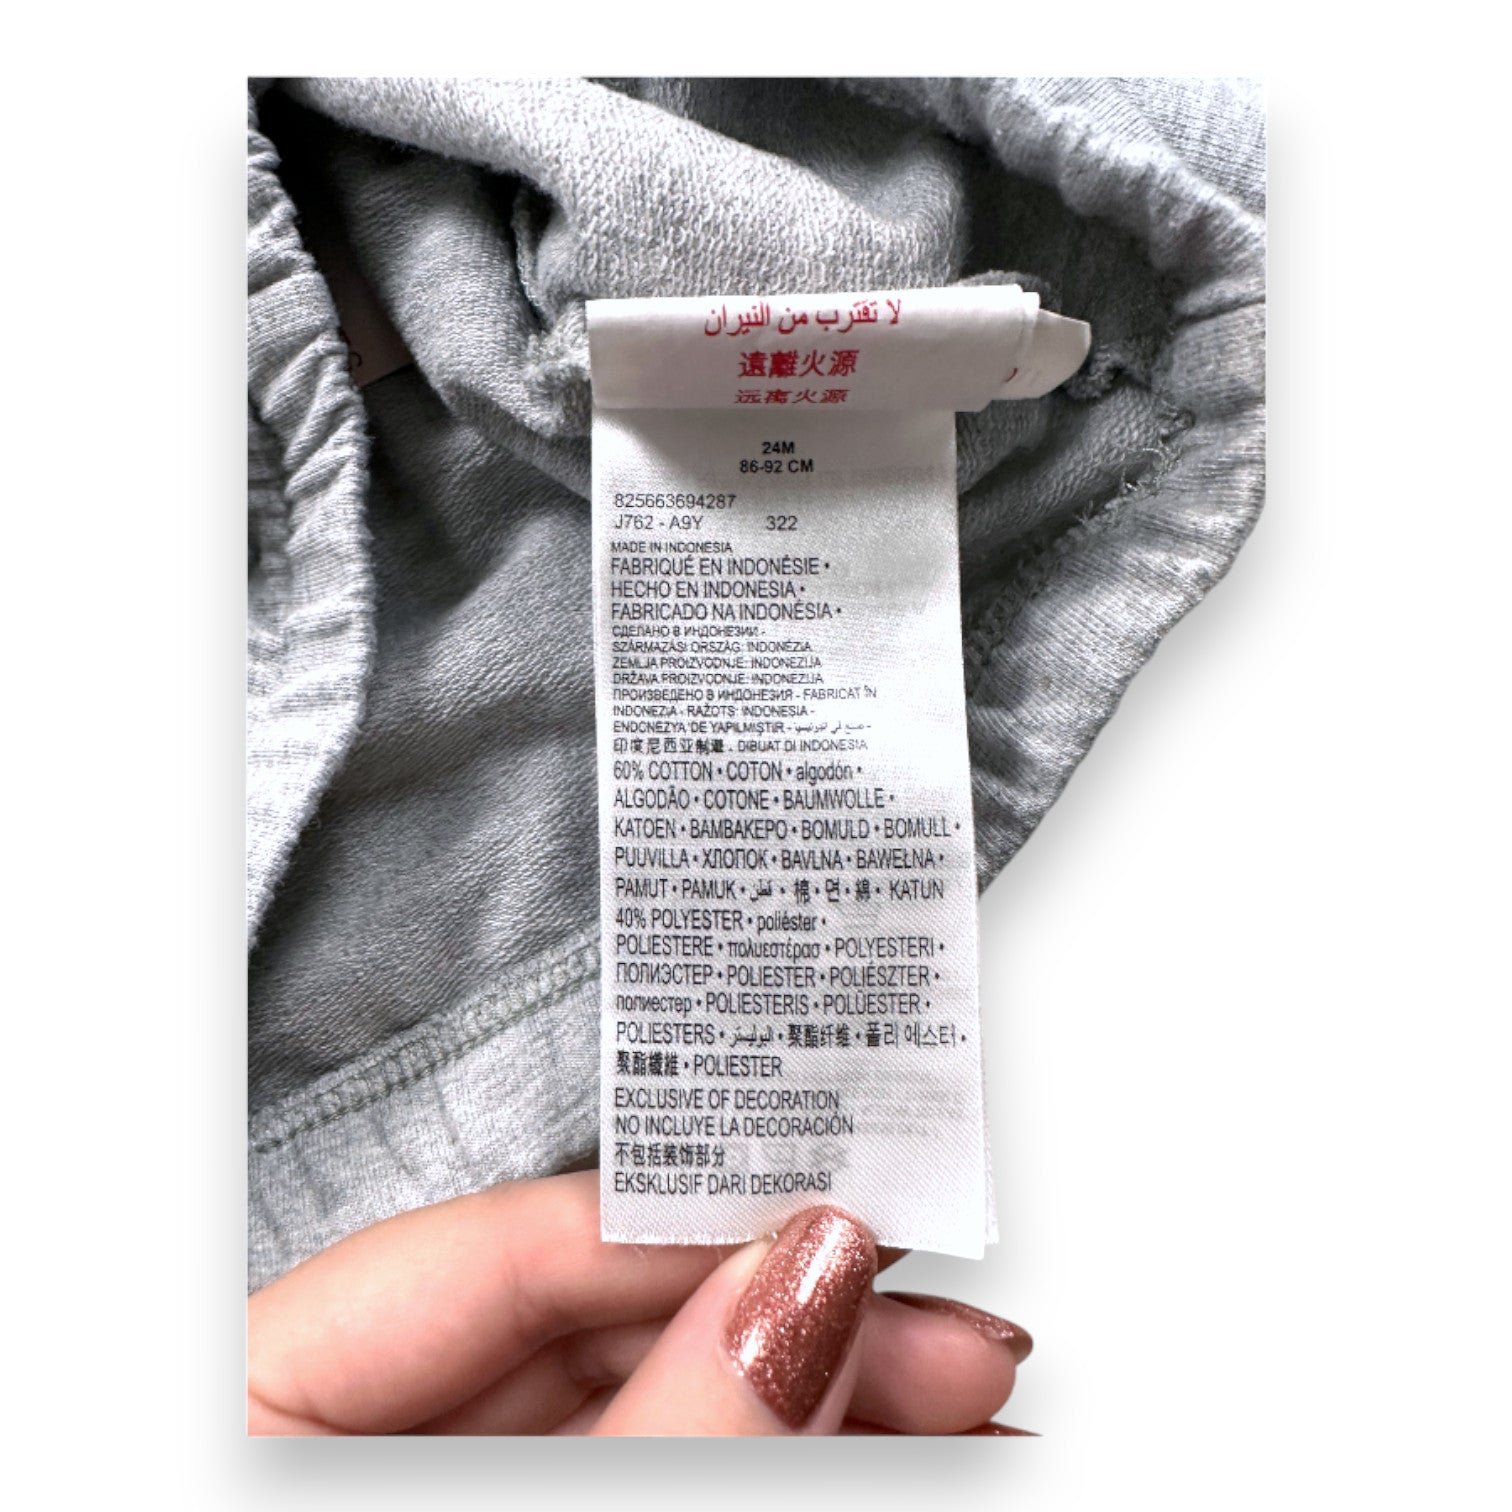 لا تقترب من النيران
遠離火源
远离火源
24M
86-92 CM
825663694287
J762 - A9Y 322
MADE IN INDONESIA
FABRIQUÉ EN INDONÉSIE •
HECHO EN INDONESIA •
FABRICADO NA INDONÉSIA •
СДЕЛАНО В ИНДОНЕЗИИ -
SZÁRMAZÁSI ORSZÁG: INDONÉZIA
ZEMLJA PROIZVODNJE: INDONEZIJA
DRŽAVA PROIZVODNJE: INDONEZIJA
ПРОИЗВЕДЕНО В ИНДОНЕЗИЯ - FABRICAT ÎN
INDONEZIA - RAŽOTS: INDONESIA -
ENDONEZYA'DE YAPILMIŞTIR - صنع في اندونيسيا -
印度尼西亚制造 . DIBUAT DI INDONESIA
60% COTTON • COTON • algodón •
ALGODÃO • COTONE • BAUMWOLLE •
KATOEN • ΒΑΜΒΑΚΕΡΟ • BOMULD • BOMULL •
PUUVILLA • ХЛОПОК • BAVLNA • BAWEŁNA •
PAMUT • PAMUK • قطن • 棉 • 면 • 綿 • KATUN
40% POLYESTER • poliéster •
POLIESTERE • πολυεστέρασ • POLYESTERI •
ПОЛИЭСТЕР • POLIESTER • POLIÉSZTER •
полиестер • POLIESTERIS • POLÜESTER •
POLIESTERS • البوليستر • 聚酯纤维 • 폴리 에스터 •
聚酯纖維 • POLIESTER
EXCLUSIVE OF DECORATION
NO INCLUYE LA DECORACIÓN
不包括装饰部分
EKSKLUSIF DARI DEKORASI